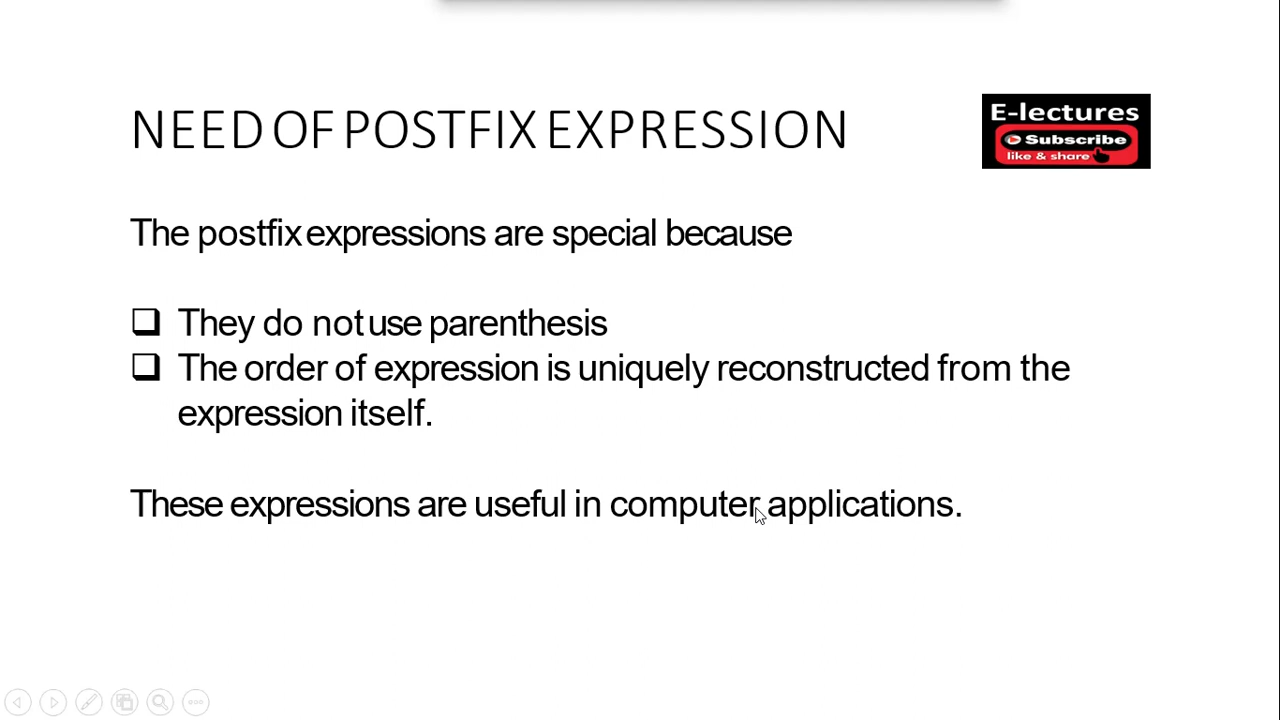 NEED OF POSTFIX EXPRESSION
E-lectures
Subscribe
like & share
The postfix expressions are special because
They do not use parenthesis
The order of expression is uniquely reconstructed from the
expression itself.
These expressions are useful in computer applications.